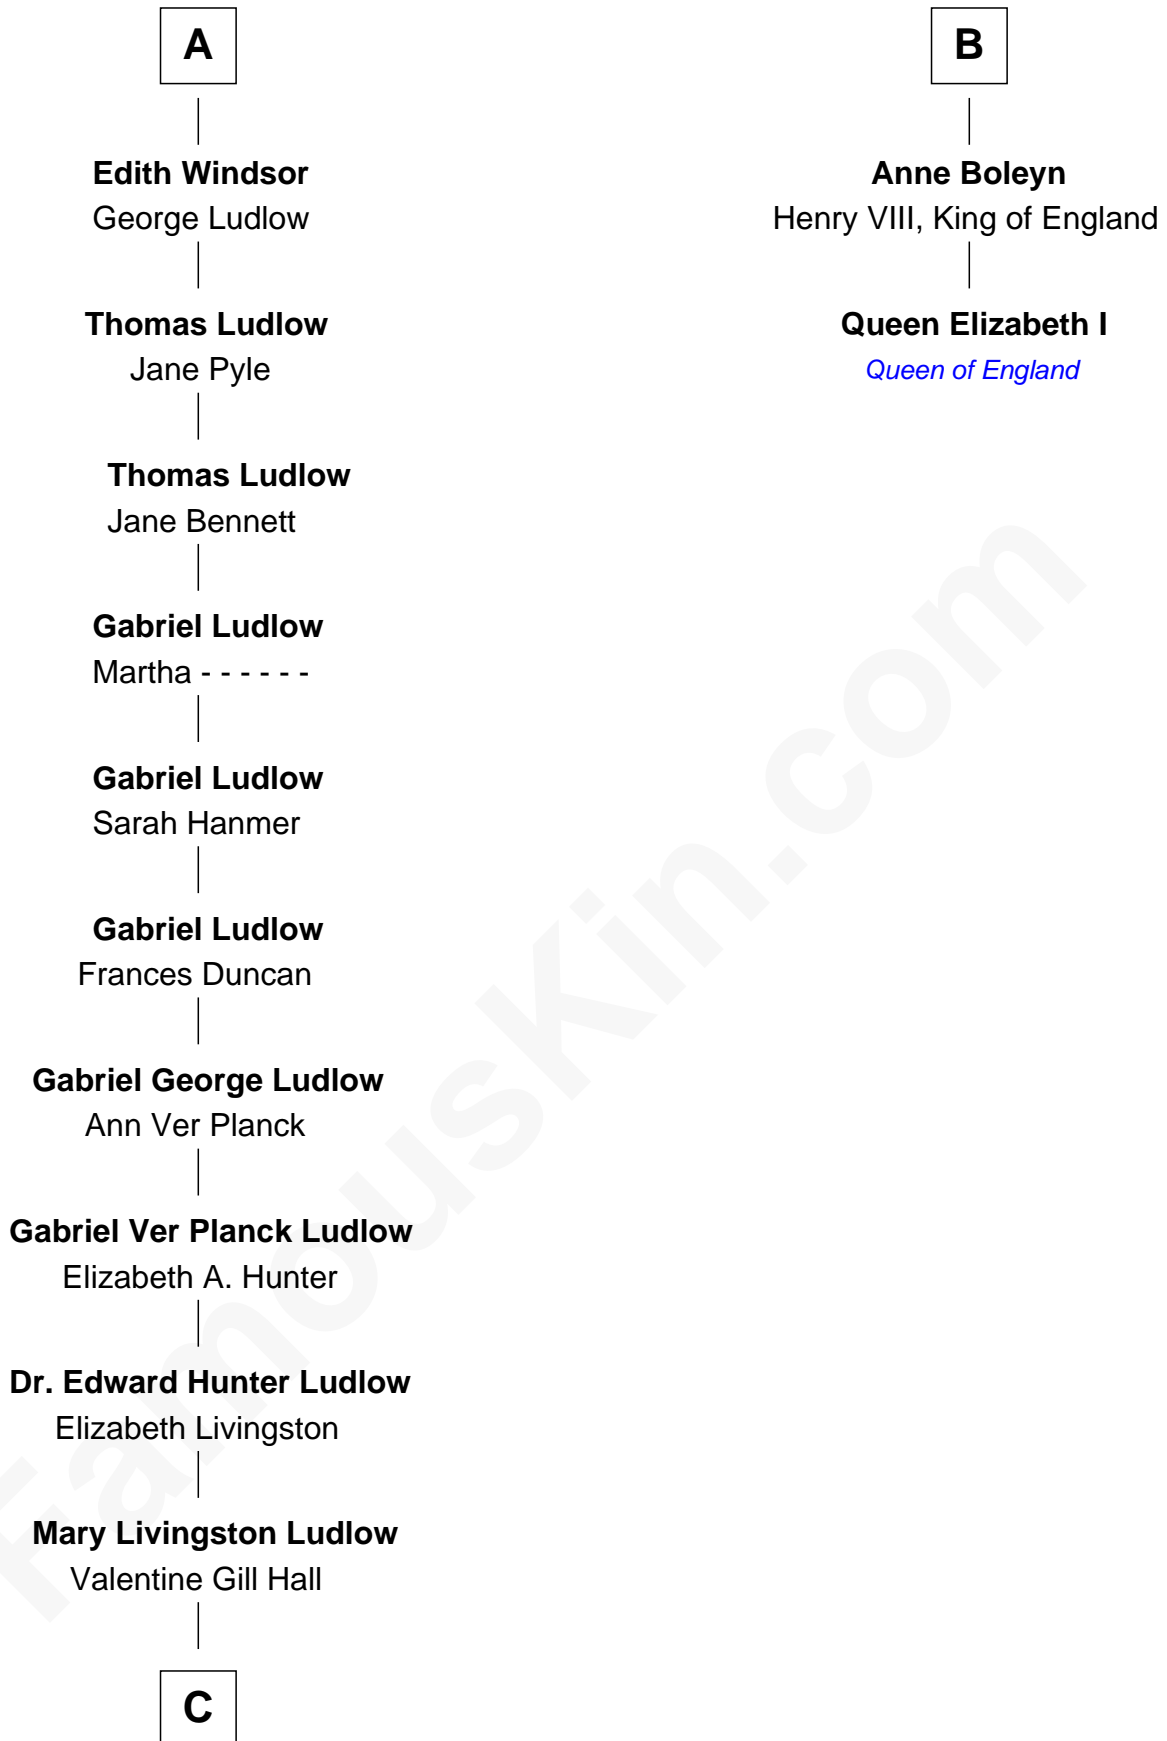 A
B
Edith Windsor
George Ludlow
Anne Boleyn
Henry VIII, King of England
Thomas Ludlow
Jane Pyle
Queen Elizabeth I
Queen of England
Thomas Ludlow
Jane Bennett
Gabriel Ludlow
Martha - - - - - -
Gabriel Ludlow
Sarah Hanmer
Gabriel Ludlow
Frances Duncan
Gabriel George Ludlow
Ann Ver Planck
Gabriel Ver Planck Ludlow
Elizabeth A. Hunter
Dr. Edward Hunter Ludlow
Elizabeth Livingston
Mary Livingston Ludlow
Valentine Gill Hall
C
FamousKin.com